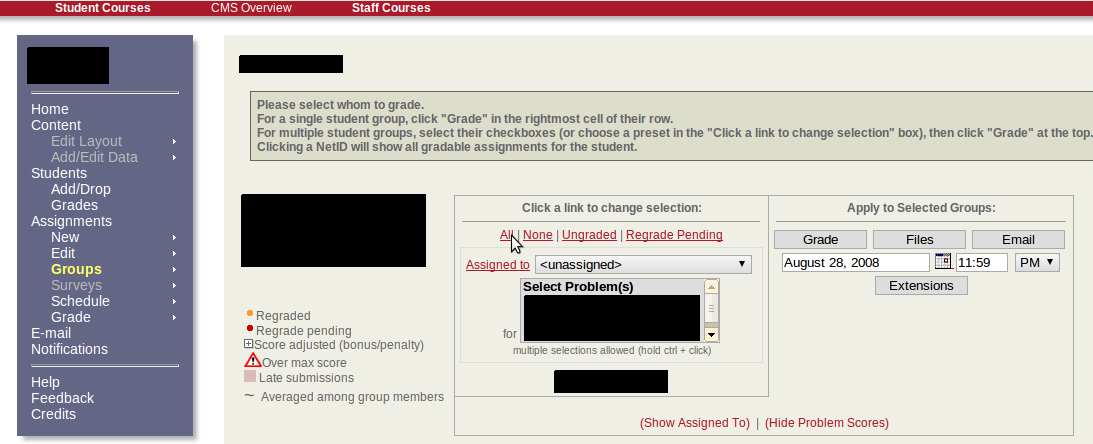 Student Courses CMS Overview Staff Courses
Home
Content
Edit Layout
Add/Edit Data
Students
Add/Drop
Grades
Assignments
New
Edit
Groups
Surveys
Schedule
Grade
E-mail
Notifications
Help
Feedback
Credits
Please select whom to grade.
For a single student group, click "Grade" in the rightmost cell of their row.
For multiple student groups, select their checkboxes (or choose a preset in the "Click a link to change selection" box), then click "Grade" at the top.
Clicking a NetID will show all gradable assignments for the student.
Regraded
Regrade pending
Score adjusted (bonus/penalty)
Over max score
Late submissions
~ Averaged among group members
Click a link to change selection:
All | None | Ungraded | Regrade Pending
Assigned to <unassigned>
Select Problem(s)
for
multiple selections allowed (hold ctrl + click)
Apply to Selected Groups:
Grade Files Email
August 28, 2008 11:59 PM
Extensions
(Show Assigned To) | (Hide Problem Scores)